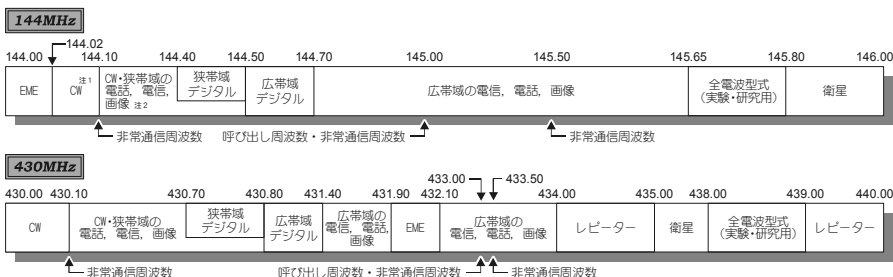 144MHz
144.02
144.00 144.10 144.40 144.50 144.70 145.00 145.50 145.65 145.80 146.00
EME
注1
CW
CW・狭帯域の
電話, 電信,
画像 注2
狭帯域
デジタル
広帯域
デジタル
広帯域の電信, 電話, 画像
全電波型式
(実験・研究用)
衛星
非常通信周波数
呼び出し周波数・非常通信周波数
非常通信周波数
430MHz
433.00 433.50
430.00 430.10 430.70 430.80 431.40 431.90 432.10 434.00 435.00 438.00 439.00 440.00
CW
CW・狭帯域の
電話, 電信, 画像
狭帯域
デジタル
広帯域
デジタル
広帯域の
電信, 電話,
画像
EME
広帯域の
電信, 電話, 画像
レピーター
衛星
全電波型式
(実験・研究用)
レピーター
非常通信周波数
呼び出し周波数・非常通信周波数
非常通信周波数